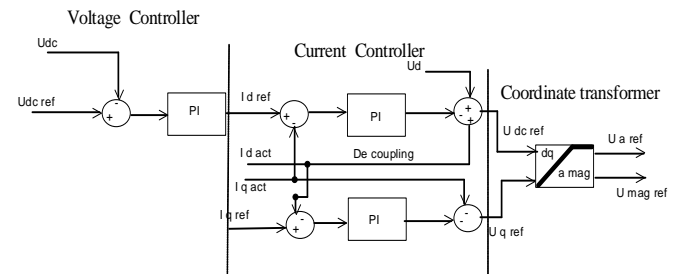 Voltage Controller
Udc
Current Controller
Ud
Coordinate transformer
Udc ref
-
+
PI
I d ref
+
-
PI
-
+
+
U dc ref
U a ref
dq
a mag
U mag ref
I d act
De coupling
I q act
I q ref
-
+
PI
-
-
U q ref